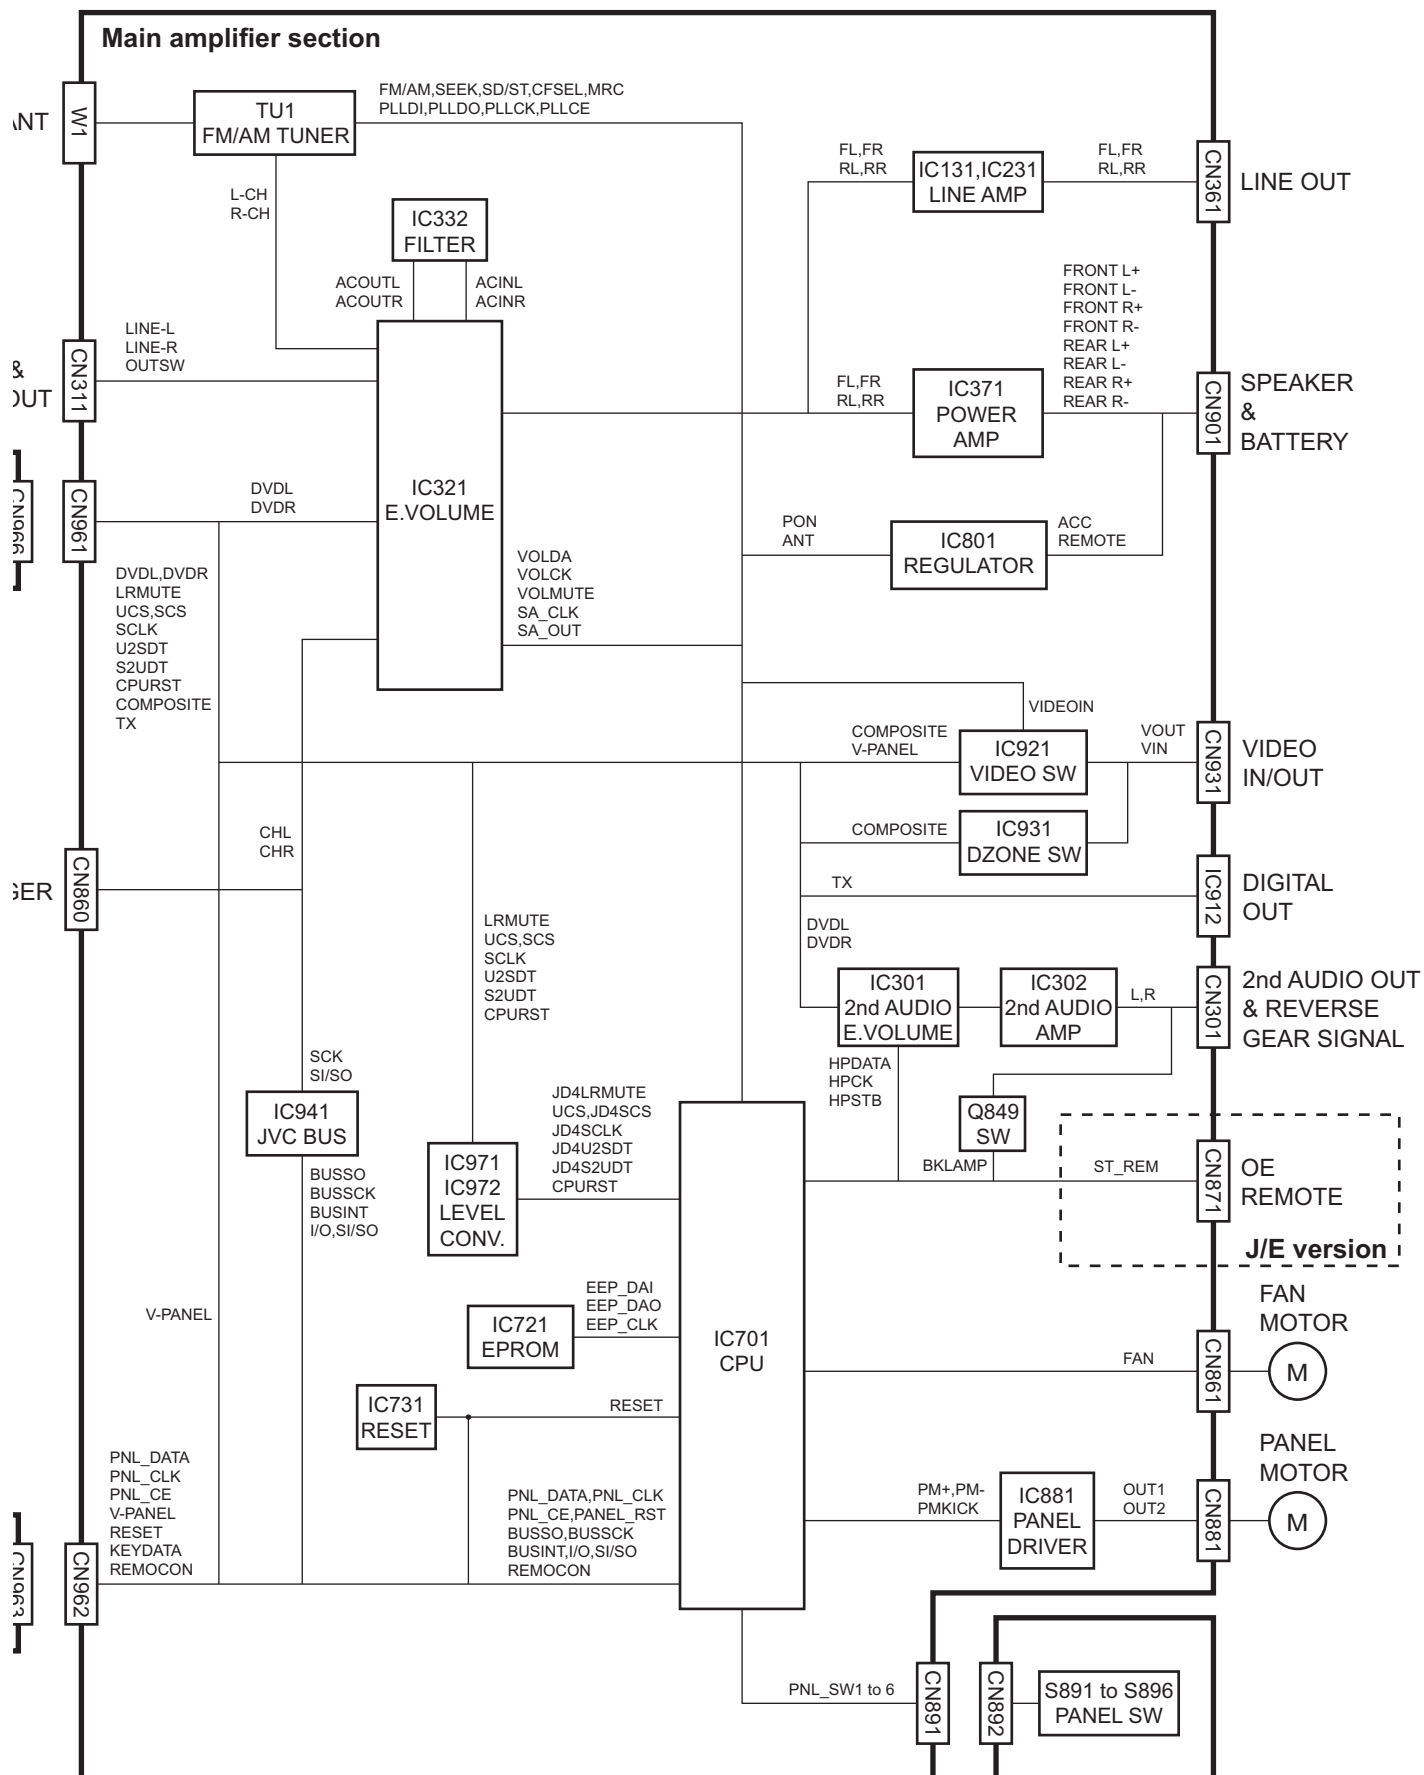 Main amplifier section
W1
TU1
FM/AM TUNER
FM/AM,SEEK,SD/ST,CFSEL,MRC
PLLDI,PLLDO,PLLCK,PLLCE
L-CH
R-CH
IC332
FILTER
ACOUTL
ACOUTR
ACINL
ACINR
FL,FR
RL,RR
IC131,IC231
LINE AMP
FL,FR
RL,RR
CN361
LINE OUT
LINE-L
LINE-R
OUTSW
&
CN311
FRONT L+
FRONT L-
FRONT R+
FRONT R-
REAR L+
REAR L-
REAR R+
REAR R-
FL,FR
RL,RR
IC371
POWER
AMP
CN901
SPEAKER
&
BATTERY
CN966
CN961
DVDL
DVDR
IC321
E.VOLUME
PON
ANT
IC801
REGULATOR
ACC
REMOTE
VOLDA
VOLCK
VOLMUTE
SA_CLK
SA_OUT
DVDL,DVDR
LRMUTE
UCS,SCS
SCLK
U2SDT
S2UDT
CPURST
COMPOSITE
TX
VIDEOIN
COMPOSITE
V-PANEL
IC921
VIDEO SW
VOUT
VIN
CN931
VIDEO
IN/OUT
COMPOSITE
IC931
DZONE SW
CHL
CHR
CN860
TX
IC912
DIGITAL
OUT
LRMUTE
UCS,SCS
SCLK
U2SDT
S2UDT
CPURST
DVDL
DVDR
IC301
2nd AUDIO
E.VOLUME
IC302
2nd AUDIO
AMP
L,R
CN301
2nd AUDIO OUT
& REVERSE
GEAR SIGNAL
HPDATA
HPCK
HPSTB
SCK
SI/SO
IC941
JVC BUS
BUSSO
BUSSCK
BUSINT
I/O,SI/SO
JD4LRMUTE
UCS,JD4SCS
JD4SCLK
JD4U2SDT
JD4S2UDT
CPURST
IC971
IC972
LEVEL
CONV.
Q849
SW
BKLAMP
ST_REM
CN871
OE
REMOTE
J/E version
V-PANEL
EEP_DAI
EEP_DAO
EEP_CLK
IC721
EPROM
IC701
CPU
FAN
MOTOR
FAN
CN861
M
IC731
RESET
RESET
PANEL
MOTOR
PNL_DATA
PNL_CLK
PNL_CE
V-PANEL
RESET
KEYDATA
REMOCON
PNL_DATA,PNL_CLK
PNL_CE,PANEL_RST
BUSSO,BUSSCK
BUSINT,I/O,SI/SO
REMOCON
PM+,PM-
PMKICK
IC881
PANEL
DRIVER
OUT1
OUT2
CN881
M
CN963
CN962
PNL_SW1 to 6
CN891
CN892
S891 to S896
PANEL SW